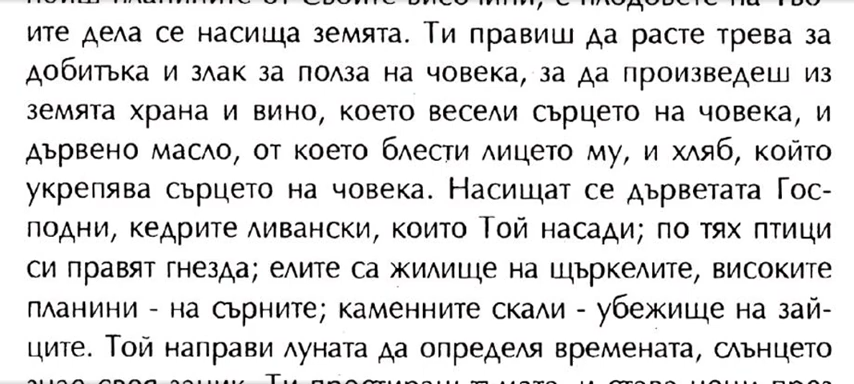 ите дела се насища земята. Ти правиш да расте трева за
добитъка и злак за полза на човека, за да произведеш из
земята храна и вино, което весели сърцето на човека, и
дървено масло, от което блести лицето му, и хляб, който
укрепява сърцето на човека. Насищат се дърветата Гос-
подни, кедрите ливански, които Той насади; по тях птици
си правят гнезда; елите са жилище на щъркелите, високите
планини - на сърните; каменните скали - убежище на зай-
ците. Той направи луната да определя времената, слънцето